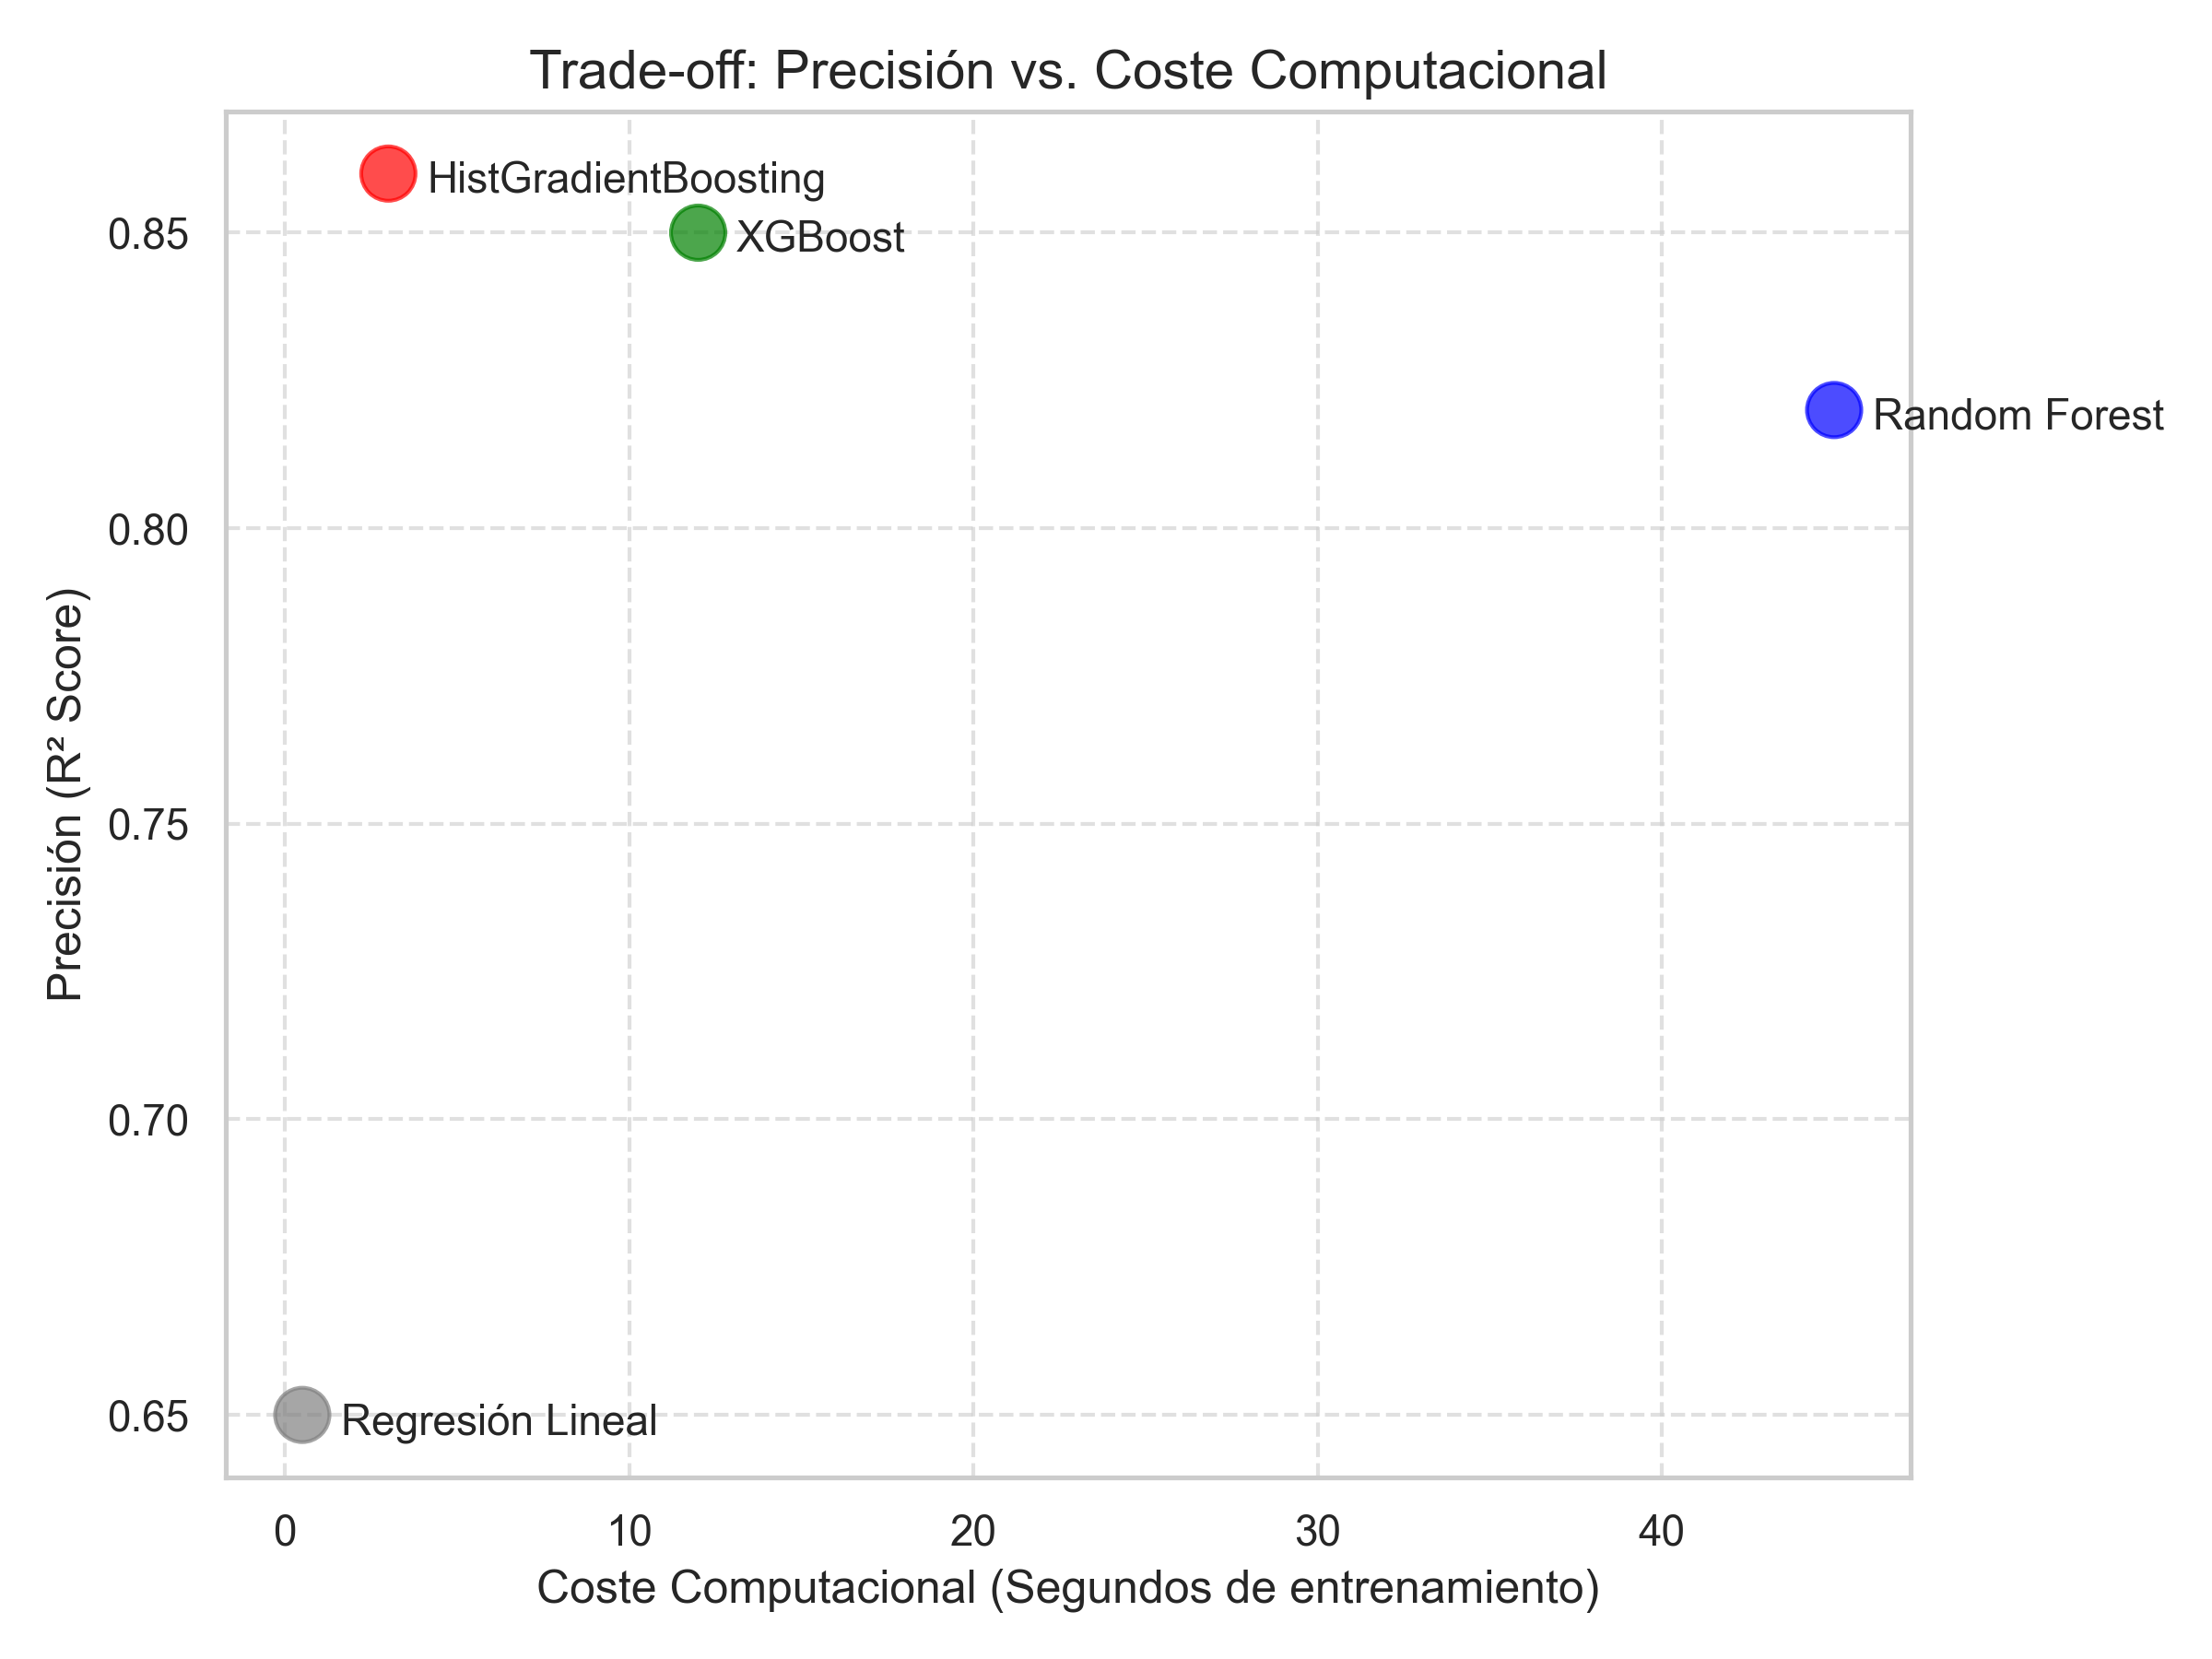 Trade-off: Precisión vs. Coste Computacional
HistGradientBoosting
0.85
XGBoost
Random Forest
0.80
Precisión (R² Score)
0.75
0.70
0.65
Regresión Lineal
0
10
20
30
40
Coste Computacional (Segundos de entrenamiento)